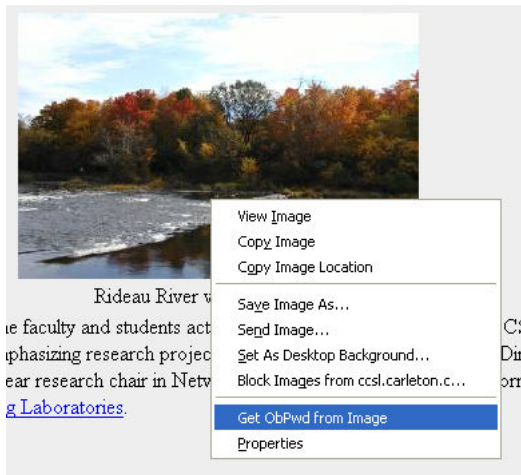 View Image
Copy Image
Copy Image Location
Rideau River
Save Image As...
e faculty and students act
Send Image...
phasizing research projec
Set As Desktop Background...
ear research chair in Netw
Block Images from ccsl.carleton.c...
g Laboratories.
Get ObPwd from Image
Properties